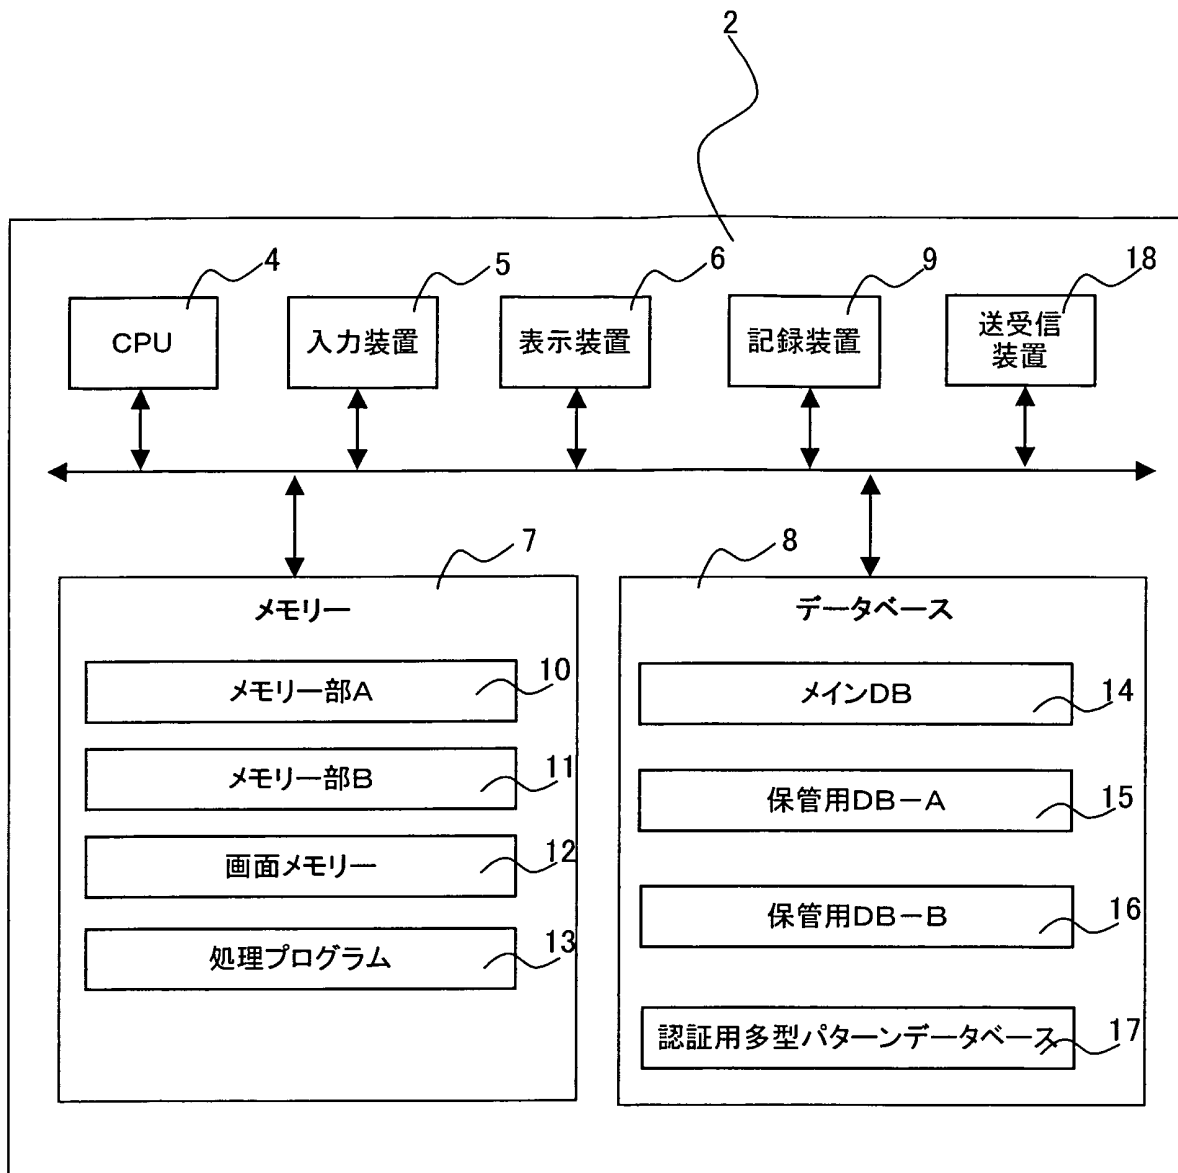 2
4
5
6
9
18
CPU
入力装置
表示装置
記録装置
送受信
装置
7
メモリー
メモリー部A
10
メモリー部B
11
画面メモリー
12
処理プログラム
13
8
データベース
メインDB
14
保管用DB-A
15
保管用DB-B
16
認証用多型パターンデータベース
17